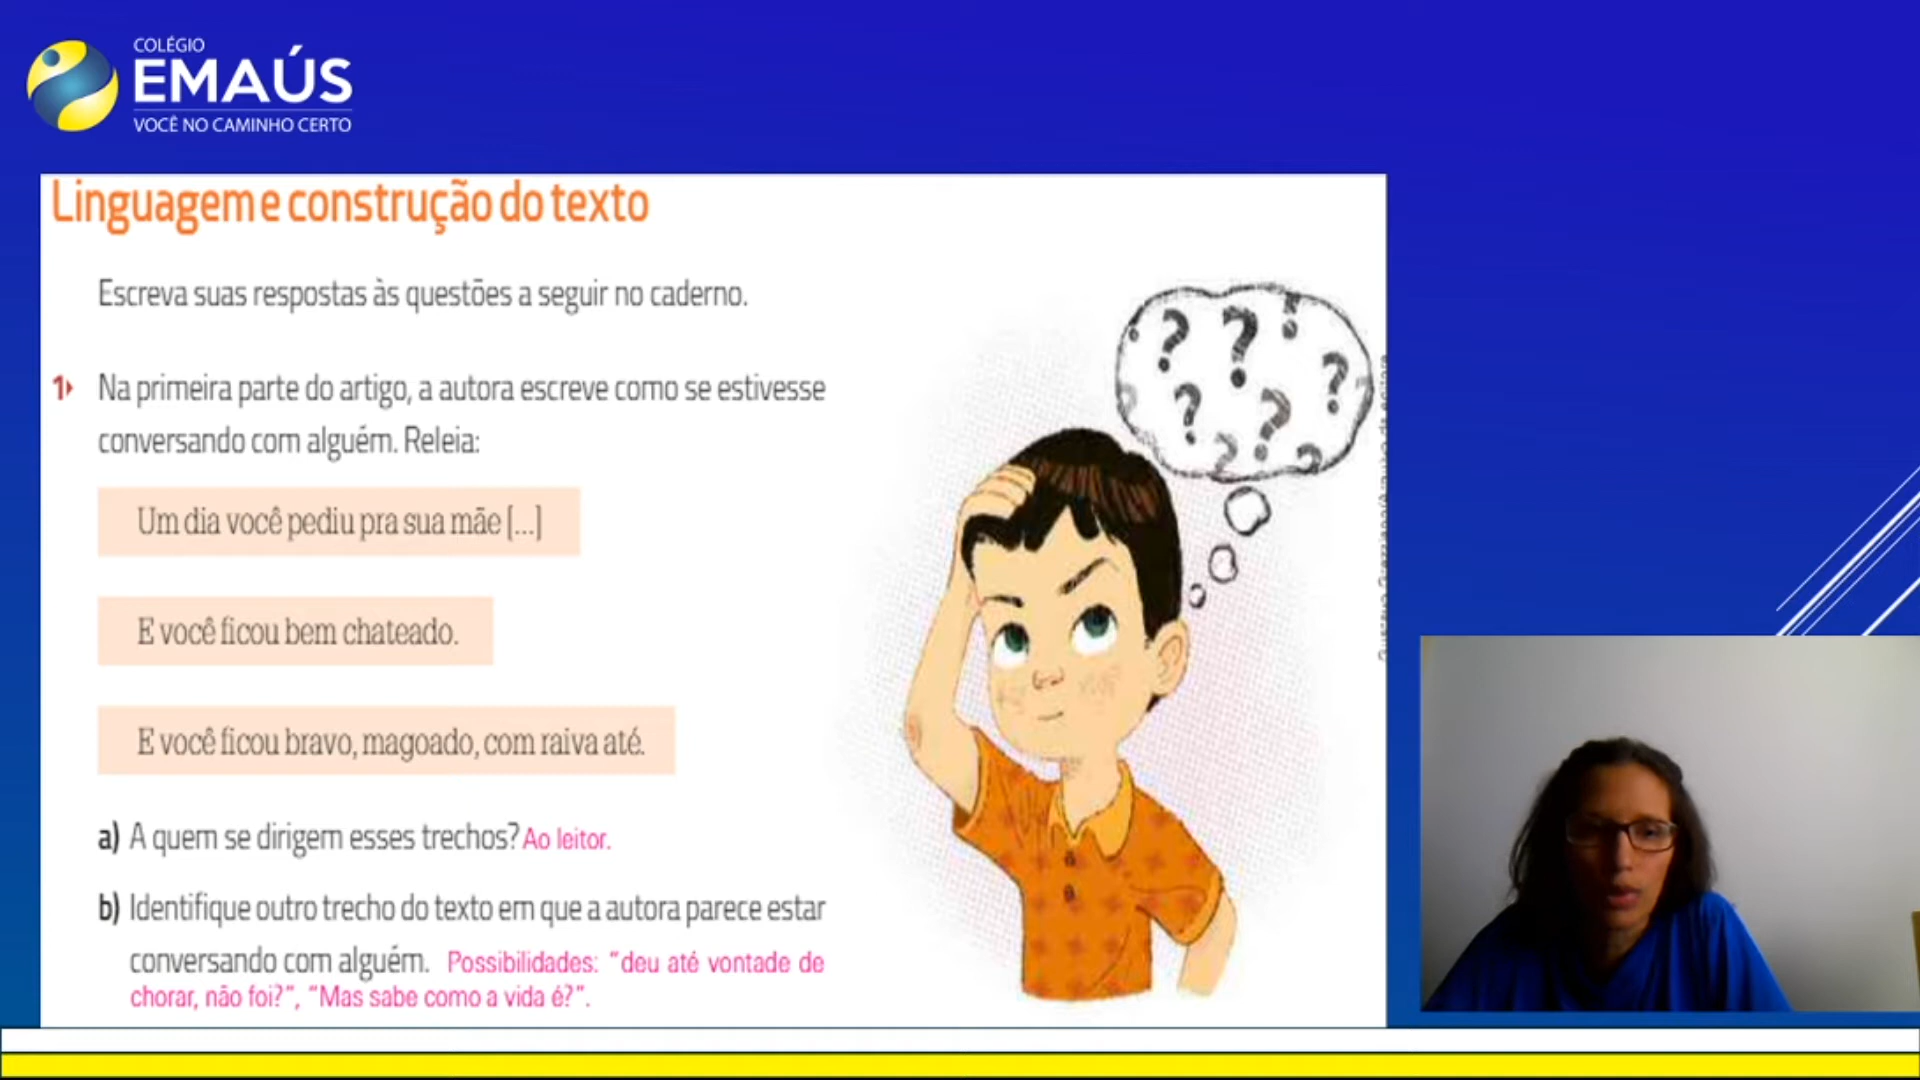 COLÉGIO
EMAÚS
VOCÊ NO CAMINHO CERTO
Linguagem e construção do texto
Escreva suas respostas às questões a seguir no caderno.
1 Na primeira parte do artigo, a autora escreve como se estivesse
conversando com alguém. Releia:
Um dia você pediu pra sua mãe [...]
E você ficou bem chateado.
E você ficou bravo, magoado, com raiva até.
a) A quem se dirigem esses trechos? Ao leitor.
b) Identifique outro trecho do texto em que a autora parece estar
conversando com alguém. Possibilidades: "deu até vontade de
chorar, não foi?", "Mas sabe como a vida é?".
? ? ? ? ? ? ? ?